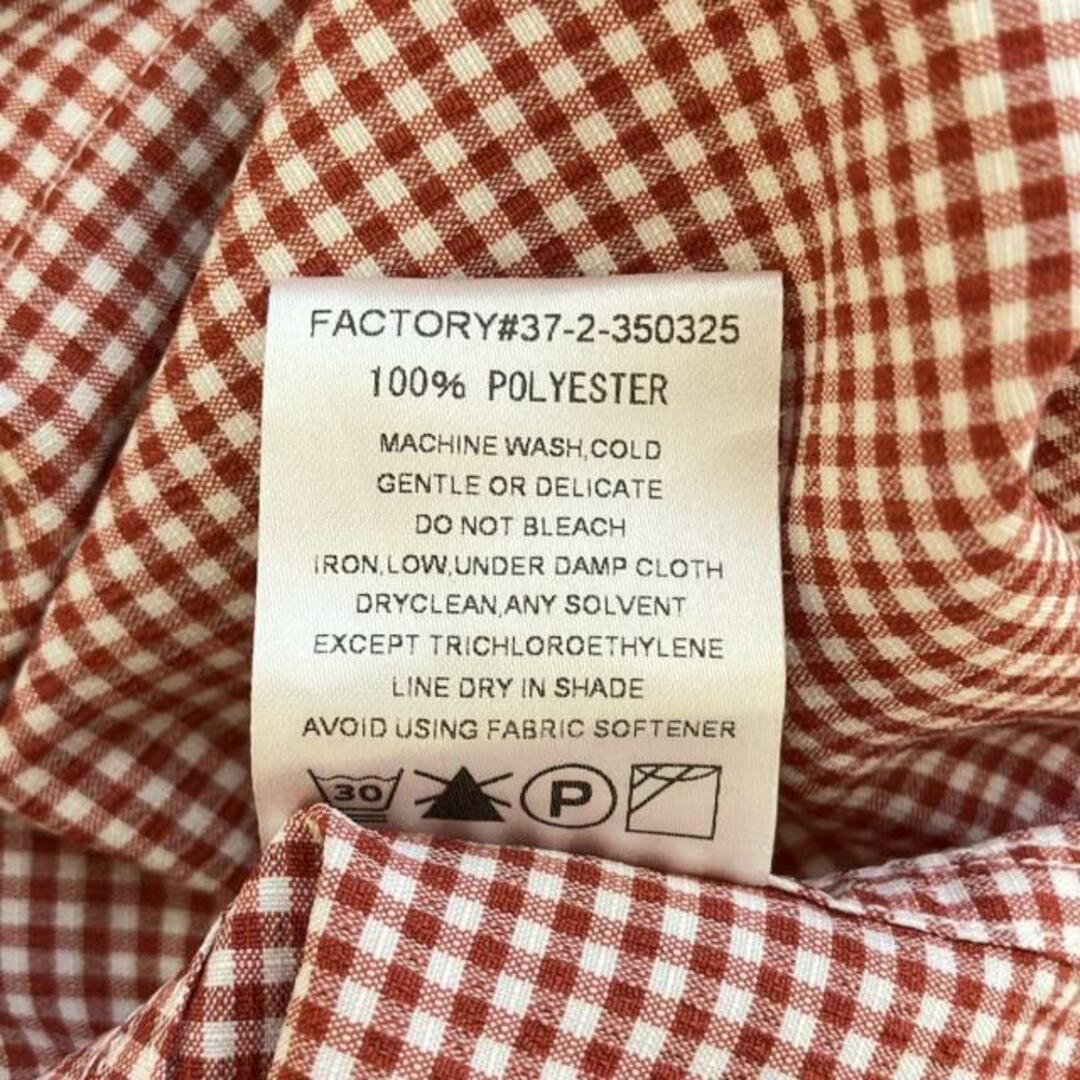 FACTORY#37-2-350325
100% POLYESTER
MACHINE WASH,COLD
GENTLE OR DELICATE
DO NOT BLEACH
IRON,LOW,UNDER DAMP CLOTH
DRYCLEAN,ANY SOLVENT
EXCEPT TRICHLOROETHYLENE
LINE DRY IN SHADE
AVOID USING FABRIC SOFTENER
30 P